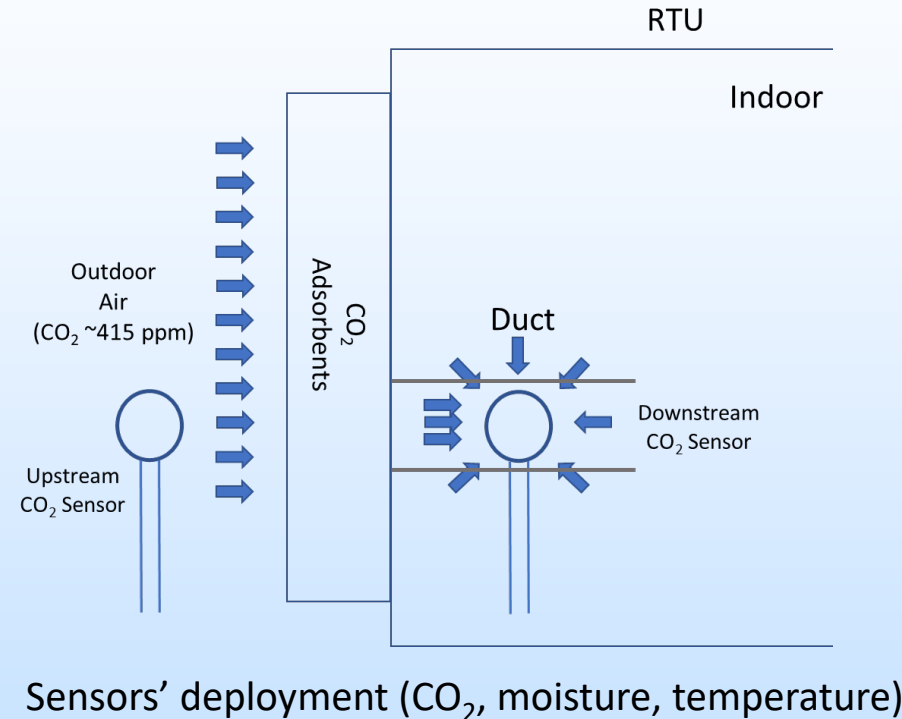 RTU
Indoor
Outdoor
Air
(CO₂ ~415 ppm)
CO₂
Adsorbents
Duct
Downstream
CO₂ Sensor
Upstream
CO₂ Sensor
Sensors’ deployment (CO₂, moisture, temperature)